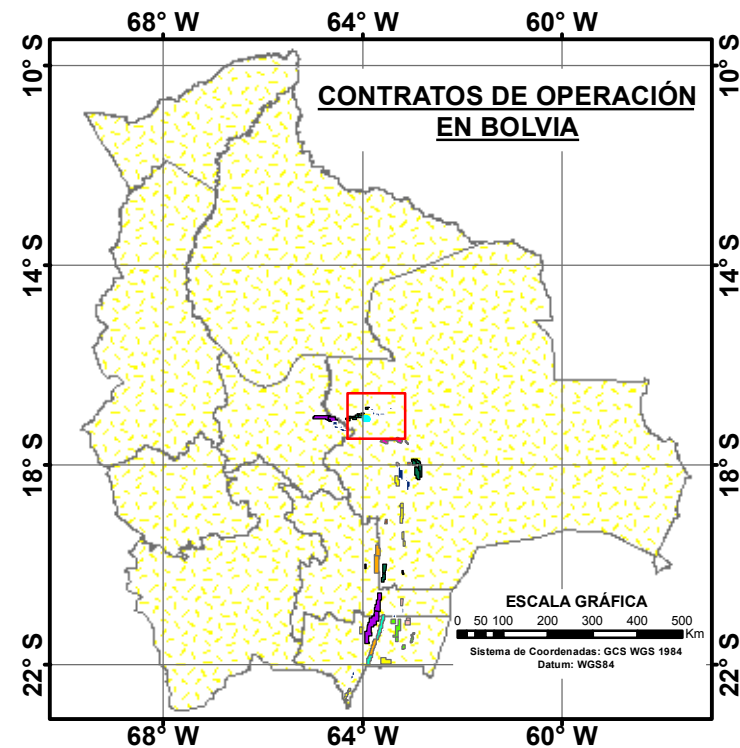 68° W 64° W 60° W
10° S 10° S
CONTRATOS DE OPERACIÓN
EN BOLVIA
14° S 14° S
18° S 18° S
ESCALA GRÁFICA
0 50 100 200 300 400 500
Km
Sistema de Coordenadas: GCS WGS 1984
Datum: WGS84
22° S 22° S
68° W 64° W 60° W